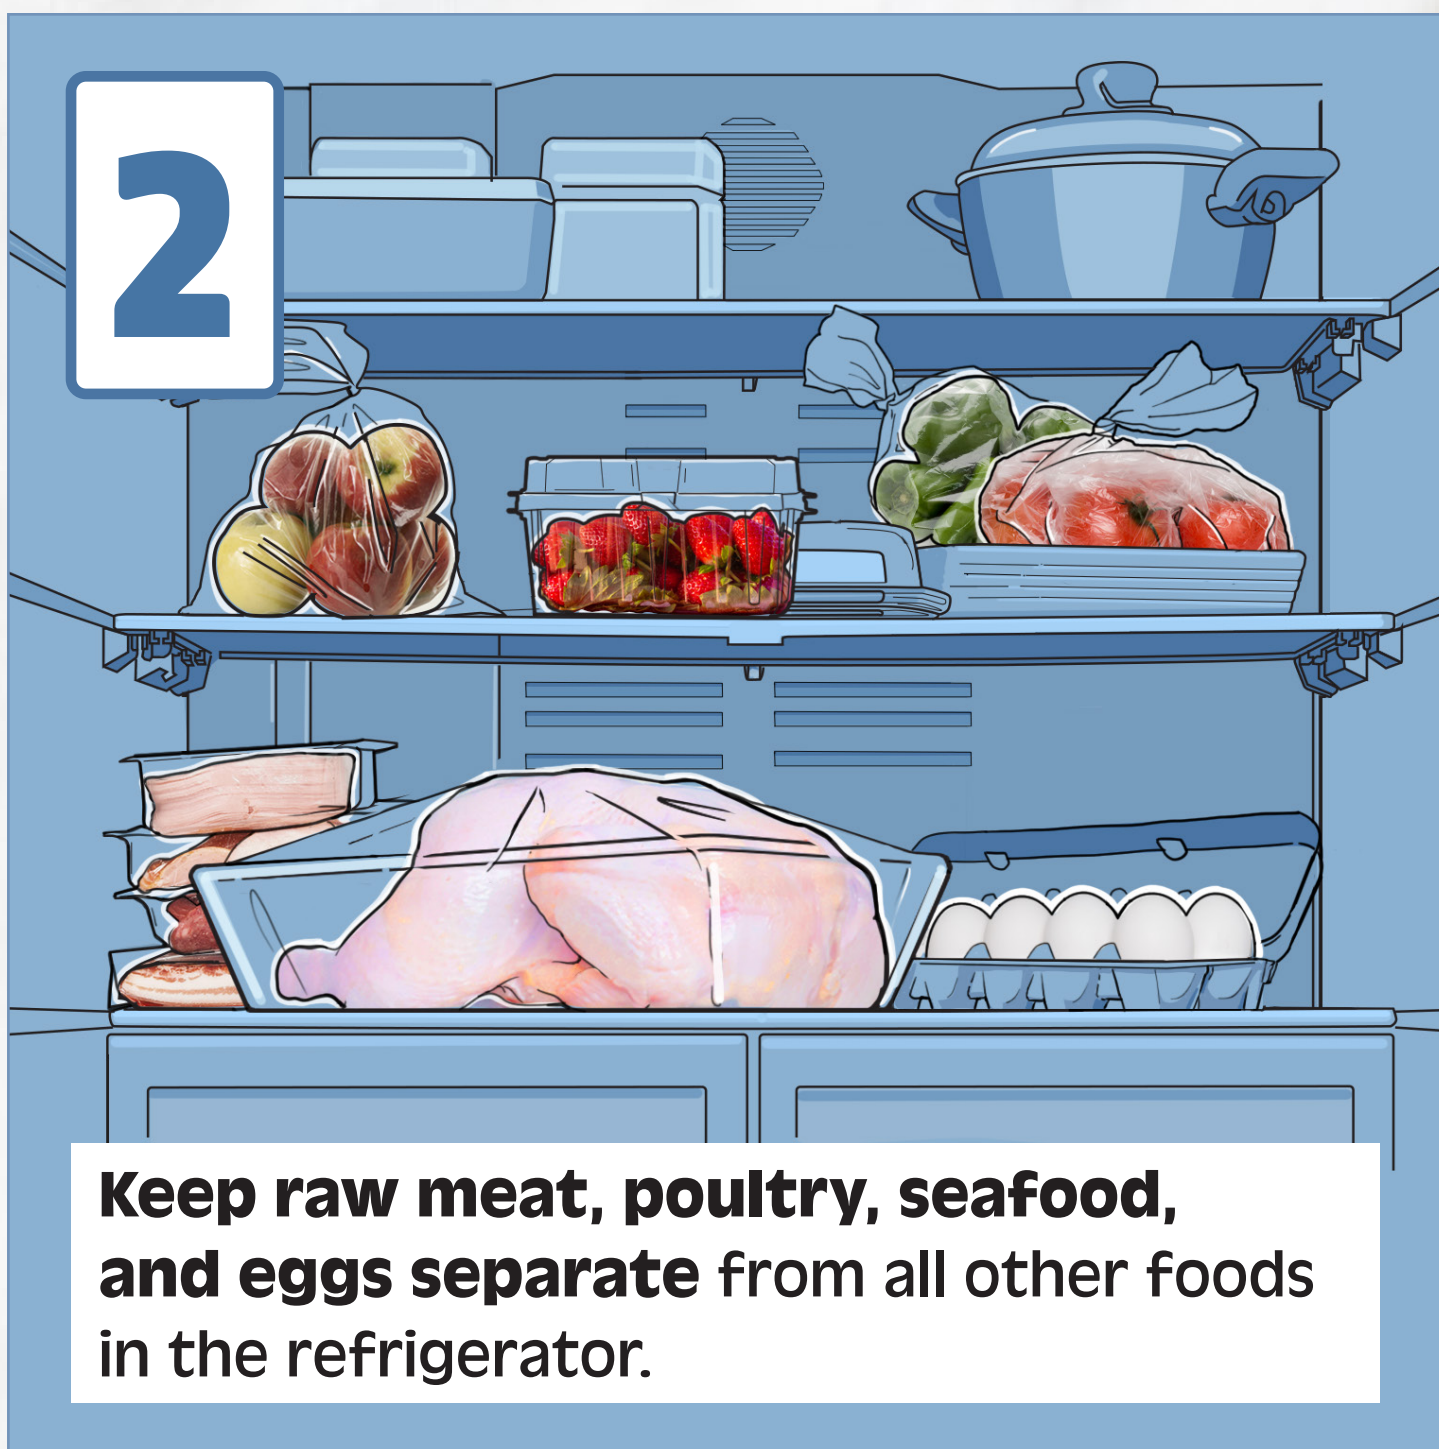 2
Keep raw meat, poultry, seafood,
and eggs separate from all other foods
in the refrigerator.